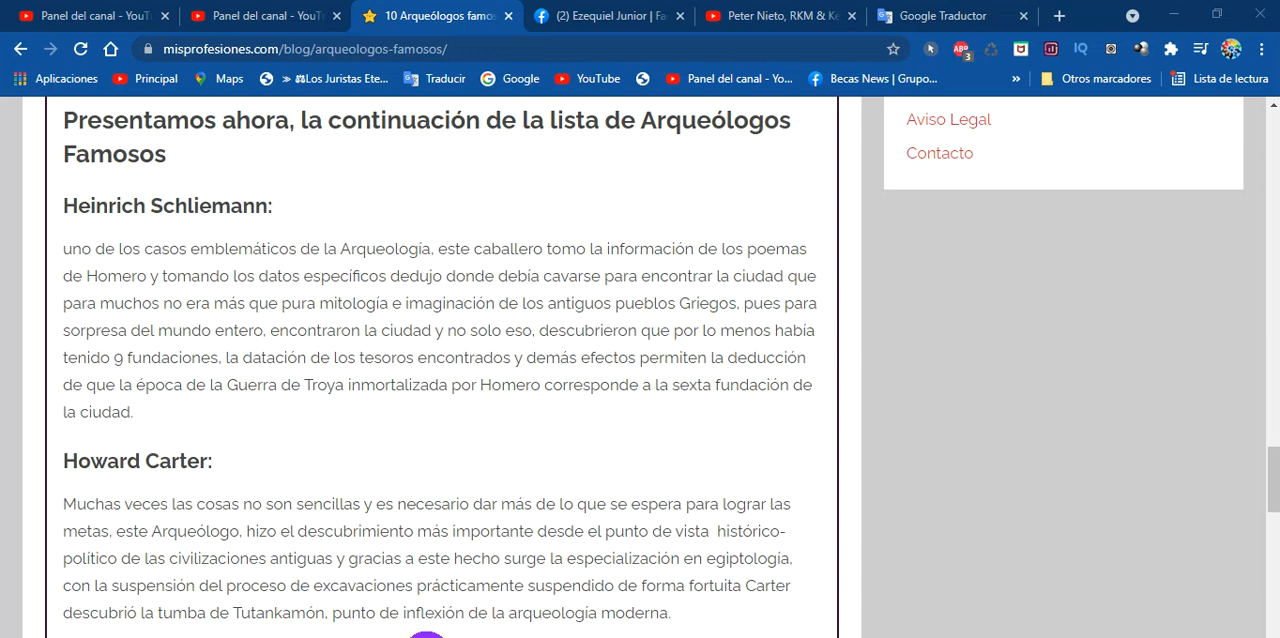 Panel del canal - YouTu
Panel del canal - YouTu
10 Arqueólogos famos
(2) Ezequiel Junior | Fa
Peter Nieto, RKM & Ke
Google Traductor
misprofesiones.com/blog/arqueologos-famosos/
ABP
3
IQ
Aplicaciones
Principal
Maps
Los Juristas Ete...
Traducir
Google
YouTube
Panel del canal - Yo...
Becas News | Grupo...
»
Otros marcadores
Lista de lectura
Presentamos ahora, la continuación de la lista de Arqueólogos
Famosos
Heinrich Schliemann:
uno de los casos emblemáticos de la Arqueología, este caballero tomo la información de los poemas
de Homero y tomando los datos específicos dedujo donde debía cavarse para encontrar la ciudad que
para muchos no era más que pura mitología e imaginación de los antiguos pueblos Griegos, pues para
sorpresa del mundo entero, encontraron la ciudad y no solo eso, descubrieron que por lo menos había
tenido 9 fundaciones, la datación de los tesoros encontrados y demás efectos permiten la deducción
de que la época de la Guerra de Troya inmortalizada por Homero corresponde a la sexta fundación de
la ciudad.
Howard Carter:
Muchas veces las cosas no son sencillas y es necesario dar más de lo que se espera para lograr las
metas, este Arqueólogo, hizo el descubrimiento más importante desde el punto de vista  histórico-
político de las civilizaciones antiguas y gracias a este hecho surge la especialización en egiptología,
con la suspensión del proceso de excavaciones prácticamente suspendido de forma fortuita Carter
descubrió la tumba de Tutankamón, punto de inflexión de la arqueología moderna.
Aviso Legal
Contacto